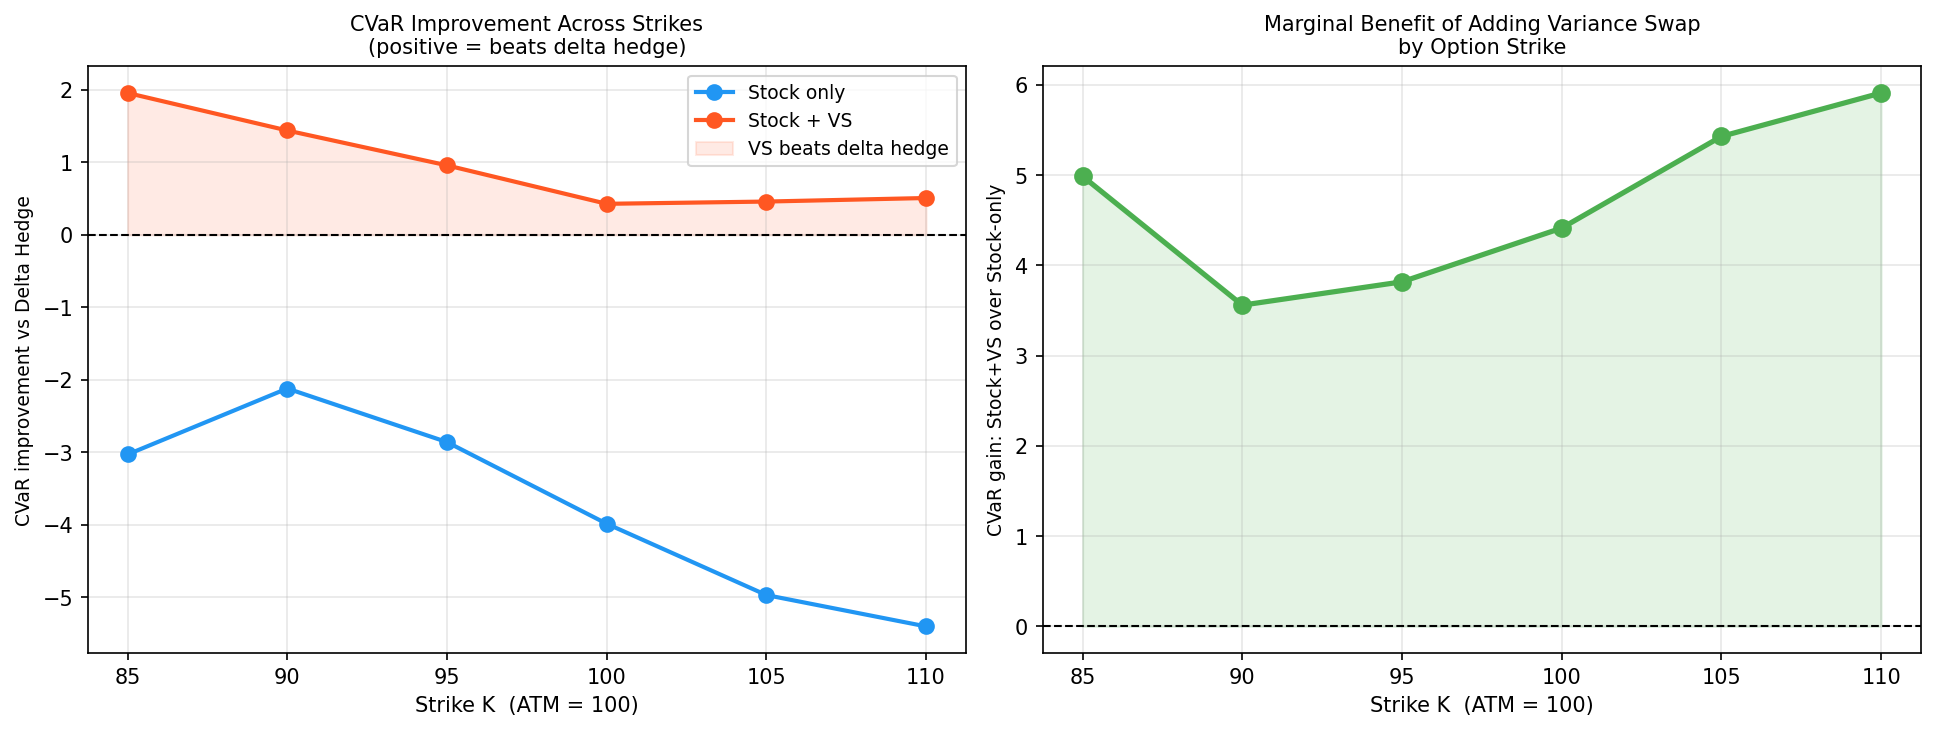 CVaR Improvement Across Strikes
(positive = beats delta hedge)
CVaR improvement vs Delta Hedge
2
1
0
−1
−2
−3
−4
−5
Stock only
Stock + VS
VS beats delta hedge
85 90 95 100 105 110
Strike K (ATM = 100)
Marginal Benefit of Adding Variance Swap
by Option Strike
CVaR gain: Stock+VS over Stock-only
6
5
4
3
2
1
0
85 90 95 100 105 110
Strike K (ATM = 100)